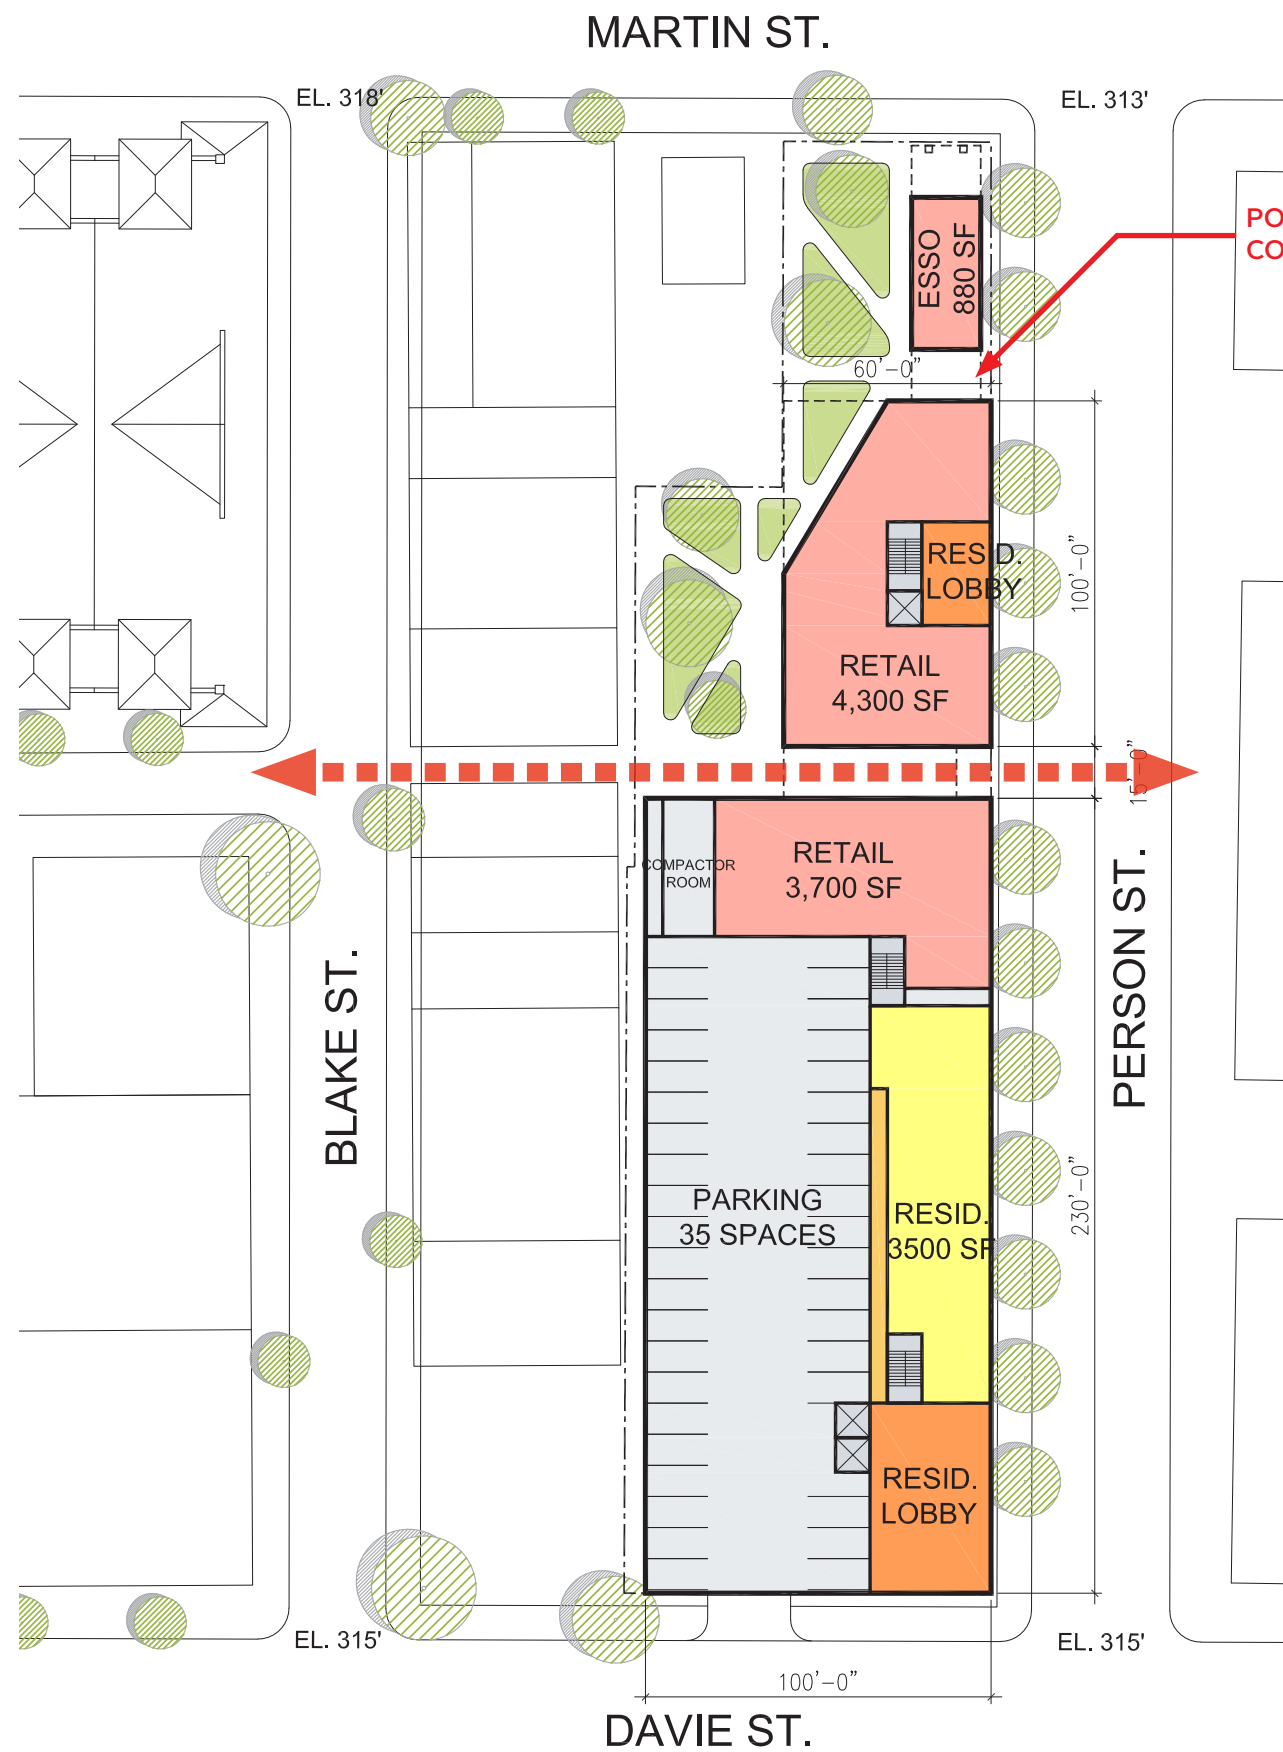 MARTIN ST.
EL. 318'
EL. 313'
PO
CO
ESSO
880 SF
60'-0"
100'-0"
RESID.
LOBBY
RETAIL
4,300 SF
15'-0"
RETAIL
3,700 SF
COMPACTOR
ROOM
BLAKE ST.
PERSON ST.
PARKING
35 SPACES
RESID.
3500 SF
230'-0"
RESID.
LOBBY
EL. 315'
EL. 315'
100'-0"
DAVIE ST.